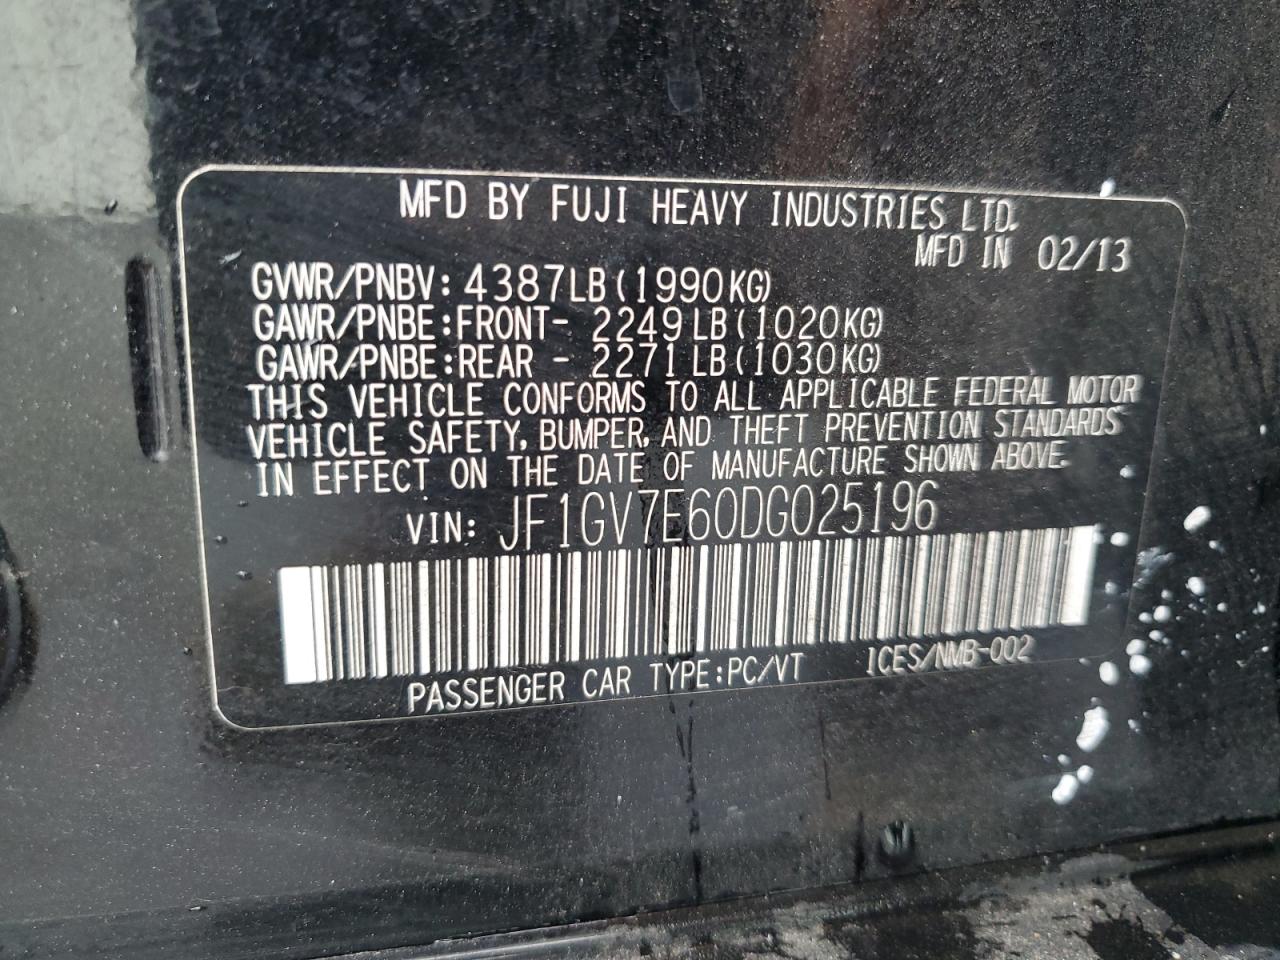 MFD BY FUJI HEAVY INDUSTRIES LTD.
MFD IN 02/13
GVWR/PNBV: 4387LB (1990KG)
GAWR/PNBE:FRONT- 2249LB (1020KG)
GAWR/PNBE:REAR - 2271LB (1030KG)
THIS VEHICLE CONFORMS TO ALL APPLICABLE FEDERAL MOTOR
VEHICLE SAFETY, BUMPER, AND THEFT PREVENTION STANDARDS
IN EFFECT ON THE DATE OF MANUFACTURE SHOWN ABOVE.
VIN: JF1GV7E60DG025196
PASSENGER CAR TYPE:PC/VT ICES/NMB-002